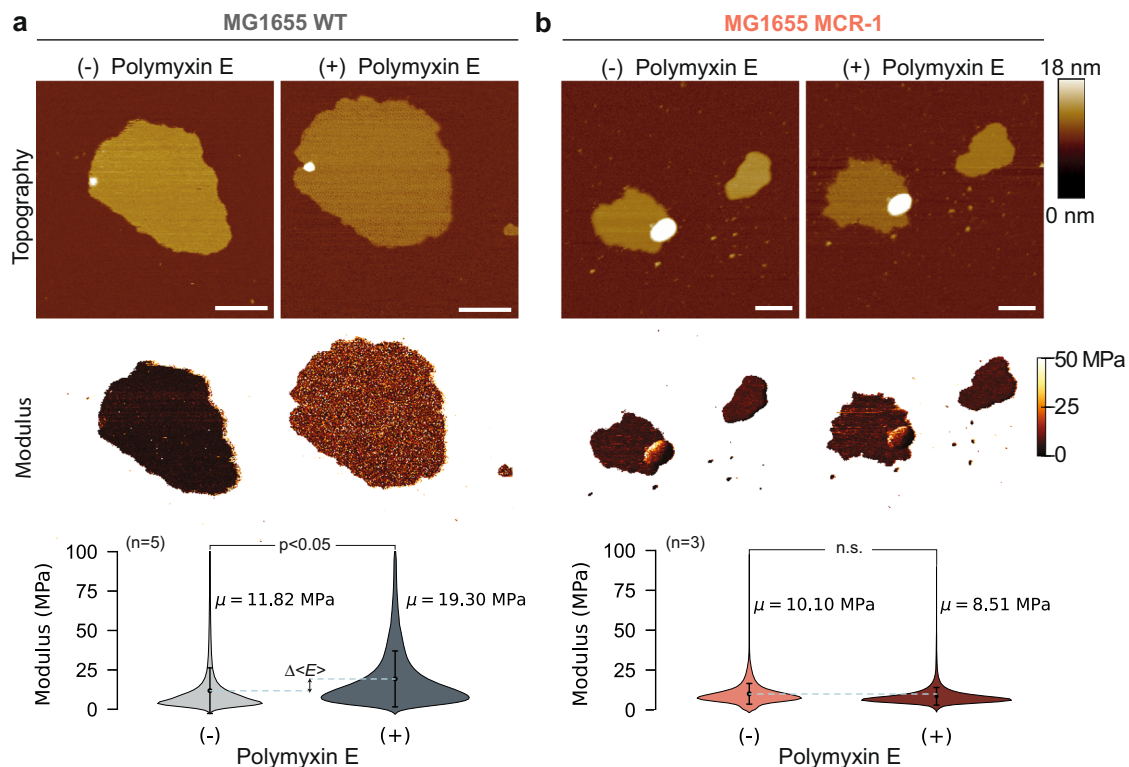 a
MG1655 WT
(-) Polymyxin E
(+) Polymyxin E
Topography
Modulus
Modulus (MPa)
100
75
50
25
0
(n=5)
p<0.05
μ = 11.82 MPa
μ = 19.30 MPa
Δ<E>
(-)
(+)
Polymyxin E
b
MG1655 MCR-1
(-) Polymyxin E
(+) Polymyxin E
18 nm
0 nm
50 MPa
25
0
Modulus (MPa)
100
75
50
25
0
(n=3)
n.s.
μ = 10.10 MPa
μ = 8.51 MPa
(-)
(+)
Polymyxin E